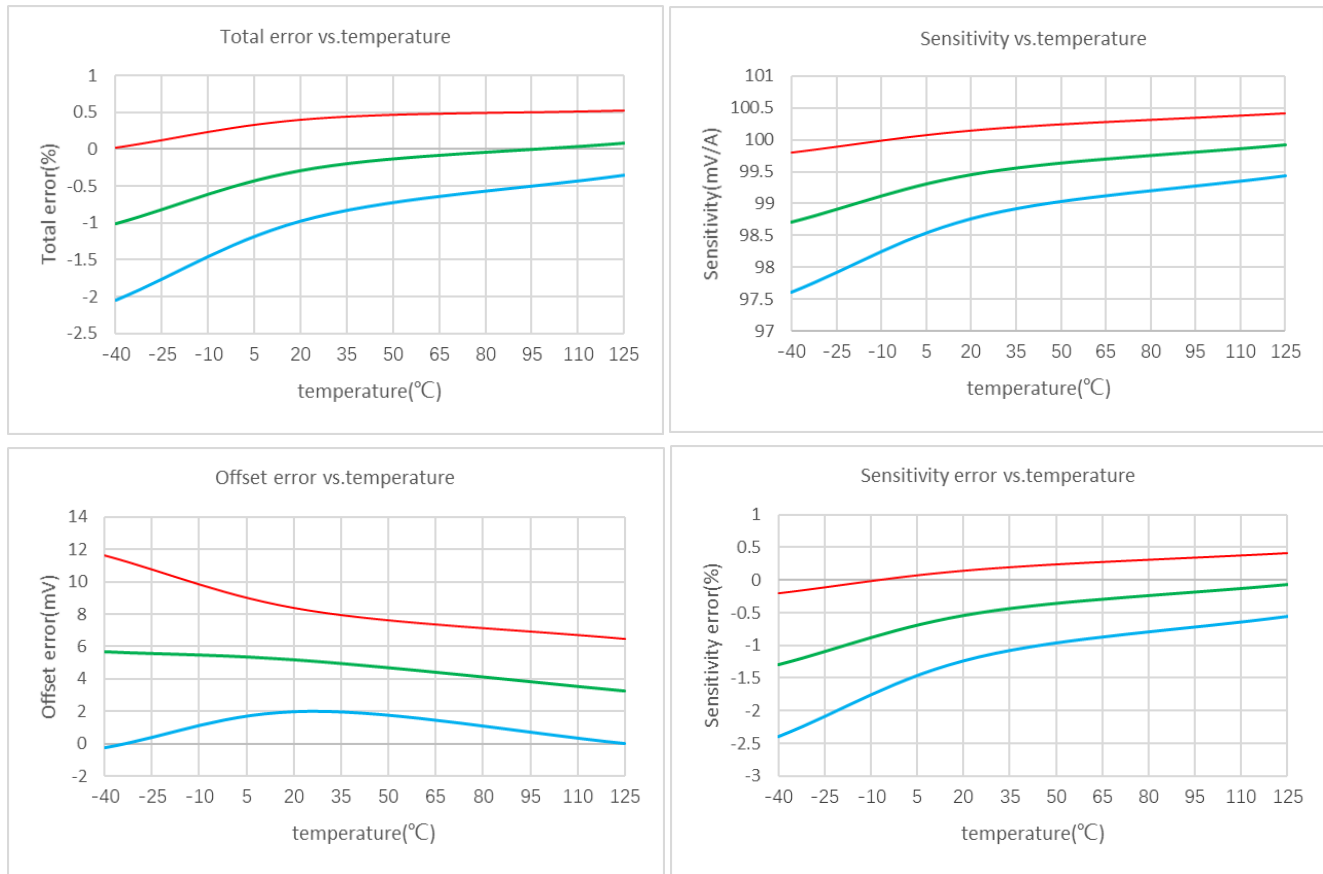 Total error vs.temperature
Total error(%)
1
0.5
0
-0.5
-1
-1.5
-2
-2.5
-40 -25 -10 5 20 35 50 65 80 95 110 125
temperature(℃)
Sensitivity vs.temperature
Sensitivity(mV/A)
101
100.5
100
99.5
99
98.5
98
97.5
97
-40 -25 -10 5 20 35 50 65 80 95 110 125
temperature(℃)
Offset error vs.temperature
Offset error(mV)
14
12
10
8
6
4
2
0
-2
-40 -25 -10 5 20 35 50 65 80 95 110 125
temperature(℃)
Sensitivity error vs.temperature
Sensitivity error(%)
1
0.5
0
-0.5
-1
-1.5
-2
-2.5
-3
-40 -25 -10 5 20 35 50 65 80 95 110 125
temperature(℃)